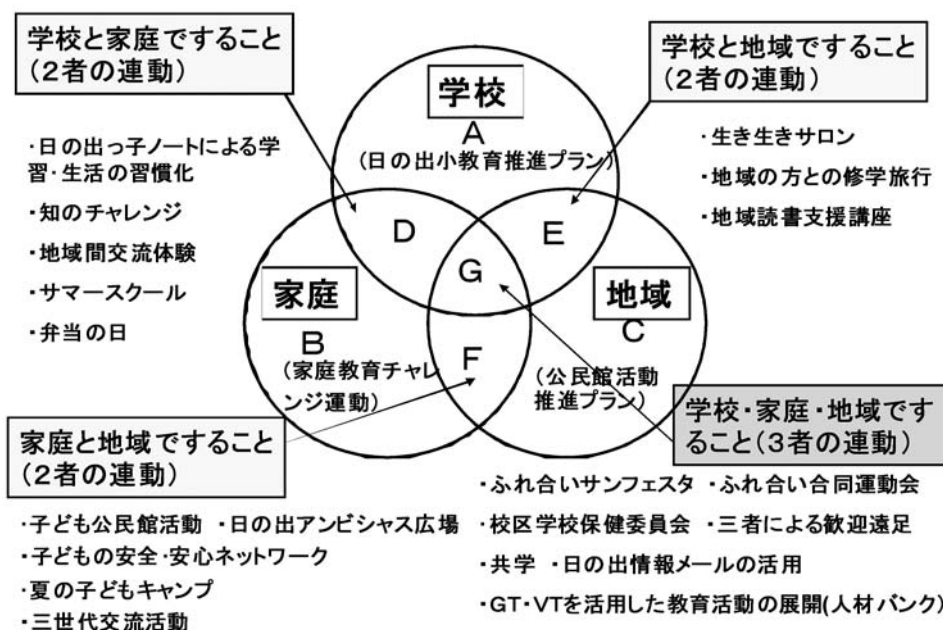 学校と家庭ですること
(２者の連動)
学校と地域ですること
(２者の連動)
学校
A
(日の出小教育推進プラン)
・日の出っ子ノートによる学
習・生活の習慣化
・知のチャレンジ
・地域間交流体験
・サマースクール
・弁当の日
・生き生きサロン
・地域の方との修学旅行
・地域読書支援講座
D
E
G
家庭
B
(家庭教育チャレ
ンジ運動)
地域
C
(公民館活動
推進プラン)
F
家庭と地域ですること
(２者の連動)
学校・家庭・地域です
ること(３者の連動)
・子ども公民館活動 ・日の出アンビシャス広場
・子どもの安全・安心ネットワーク
・夏の子どもキャンプ
・三世代交流活動
・ふれ合いサンフェスタ ・ふれ合い合同運動会
・校区学校保健委員会 ・三者による歓迎遠足
・共学 ・日の出情報メールの活用
・GT・VTを活用した教育活動の展開(人材バンク)